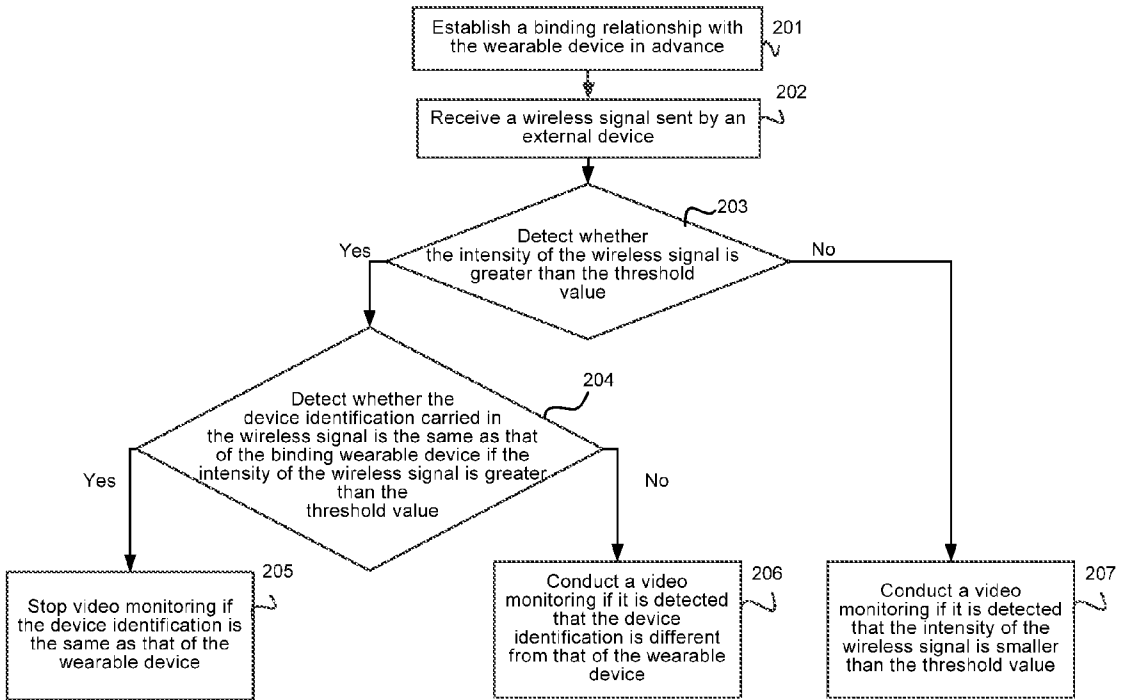 Establish a binding relationship with
the wearable device in advance
201
202
Receive a wireless signal sent by an
external device
203
Detect whether
the intensity of the wireless signal is
greater than the threshold
value
Yes
No
204
Detect whether the
device identification carried in
the wireless signal is the same as that
of the binding wearable device if the
intensity of the wireless signal is greater
than the
threshold value
Yes
No
205
Stop video monitoring if
the device identification is
the same as that of the
wearable device
206
Conduct a video
monitoring if it is detected
that the device
identification is different
from that of the wearable
device
207
Conduct a video
monitoring if it is detected
that the intensity of the
wireless signal is smaller
than the threshold value